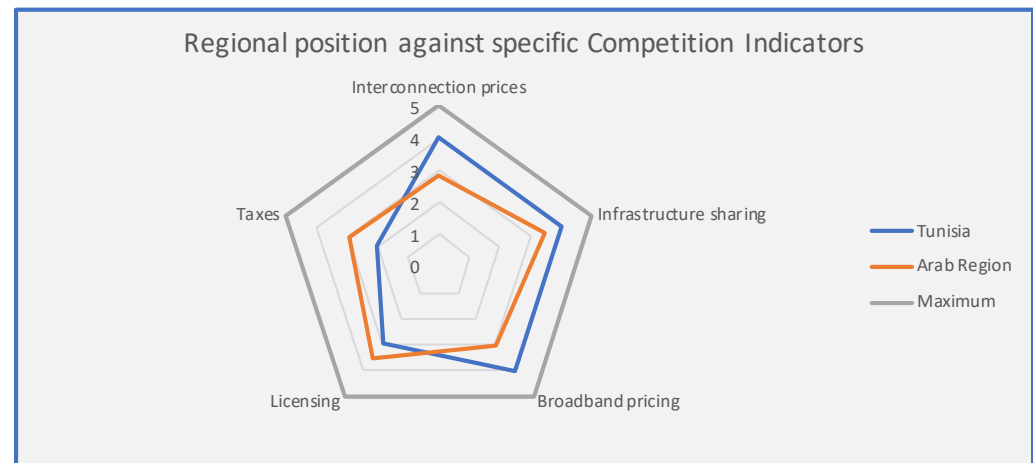 Regional position against specific Competition Indicators
Interconnection prices
5
4
3
2
1
0
Infrastructure sharing
Broadband pricing
Licensing
Taxes
Tunisia
Arab Region
Maximum